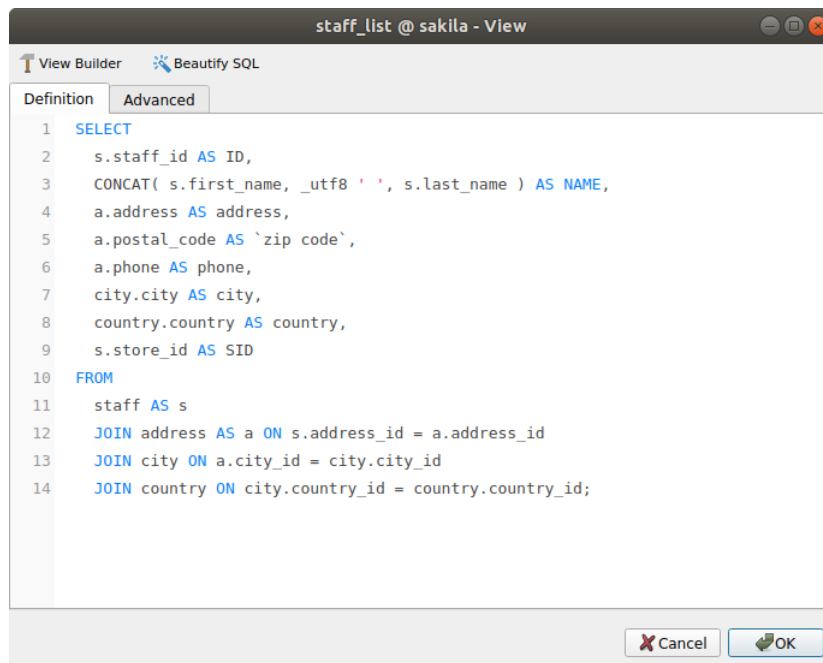 staff_list @ sakila - View
View Builder Beautify SQL
Definition Advanced
1 SELECT
2 s.staff_id AS ID,
3 CONCAT( s.first_name, _utf8 ' ', s.last_name ) AS NAME,
4 a.address AS address,
5 a.postal_code AS `zip code`,
6 a.phone AS phone,
7 city.city AS city,
8 country.country AS country,
9 s.store_id AS SID
10 FROM
11 staff AS s
12 JOIN address AS a ON s.address_id = a.address_id
13 JOIN city ON a.city_id = city.city_id
14 JOIN country ON city.country_id = country.country_id;
Cancel OK